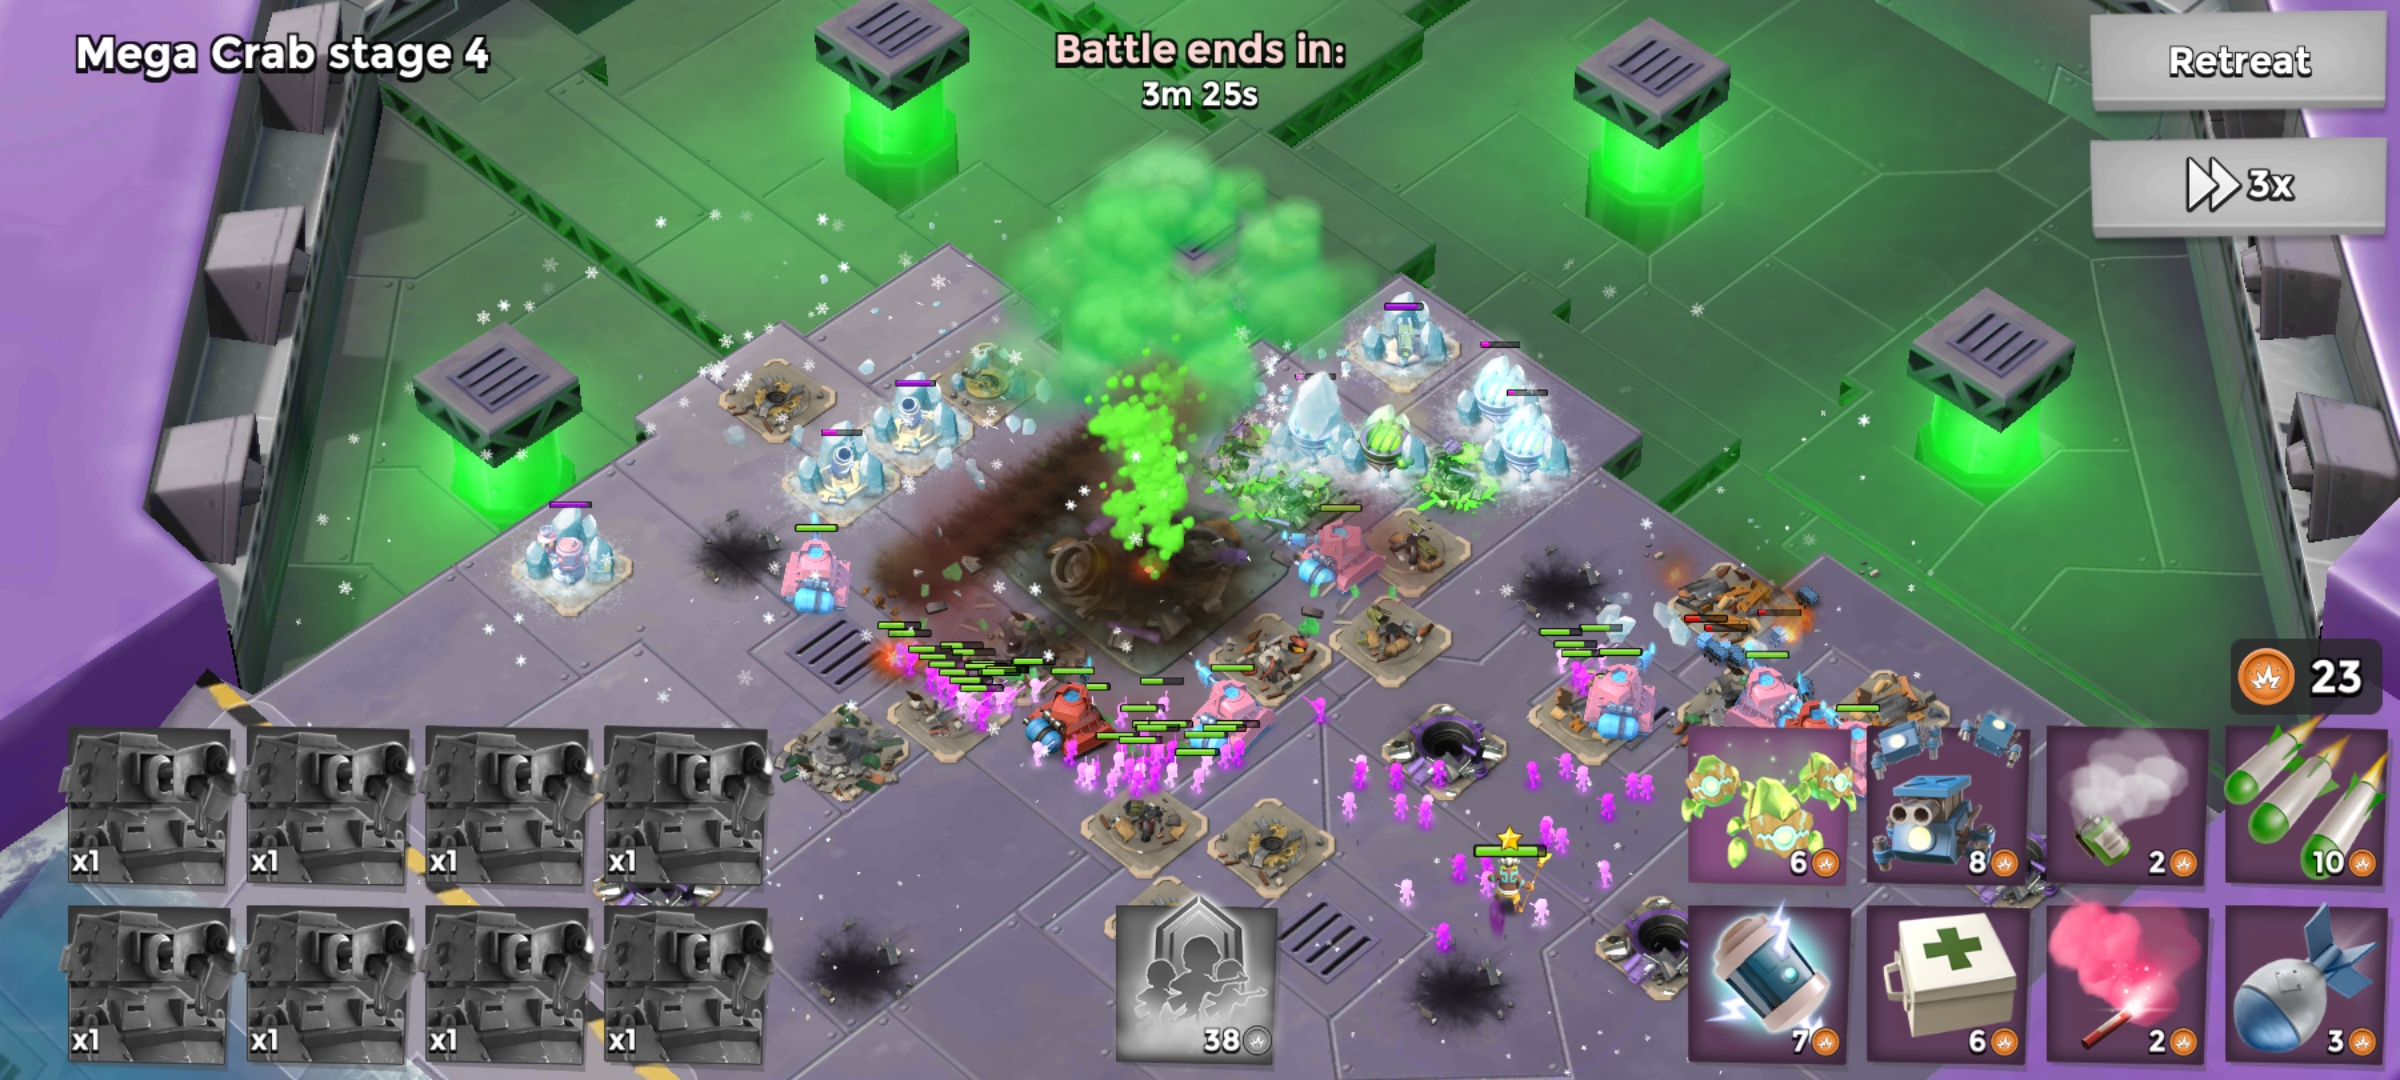 Mega Crab stage 4
Battle ends in:
3m 25s
Retreat
3x
23
x1
x1
x1
x1
6
8
2
10
52
x1
x1
x1
x1
38
7
6
2
3